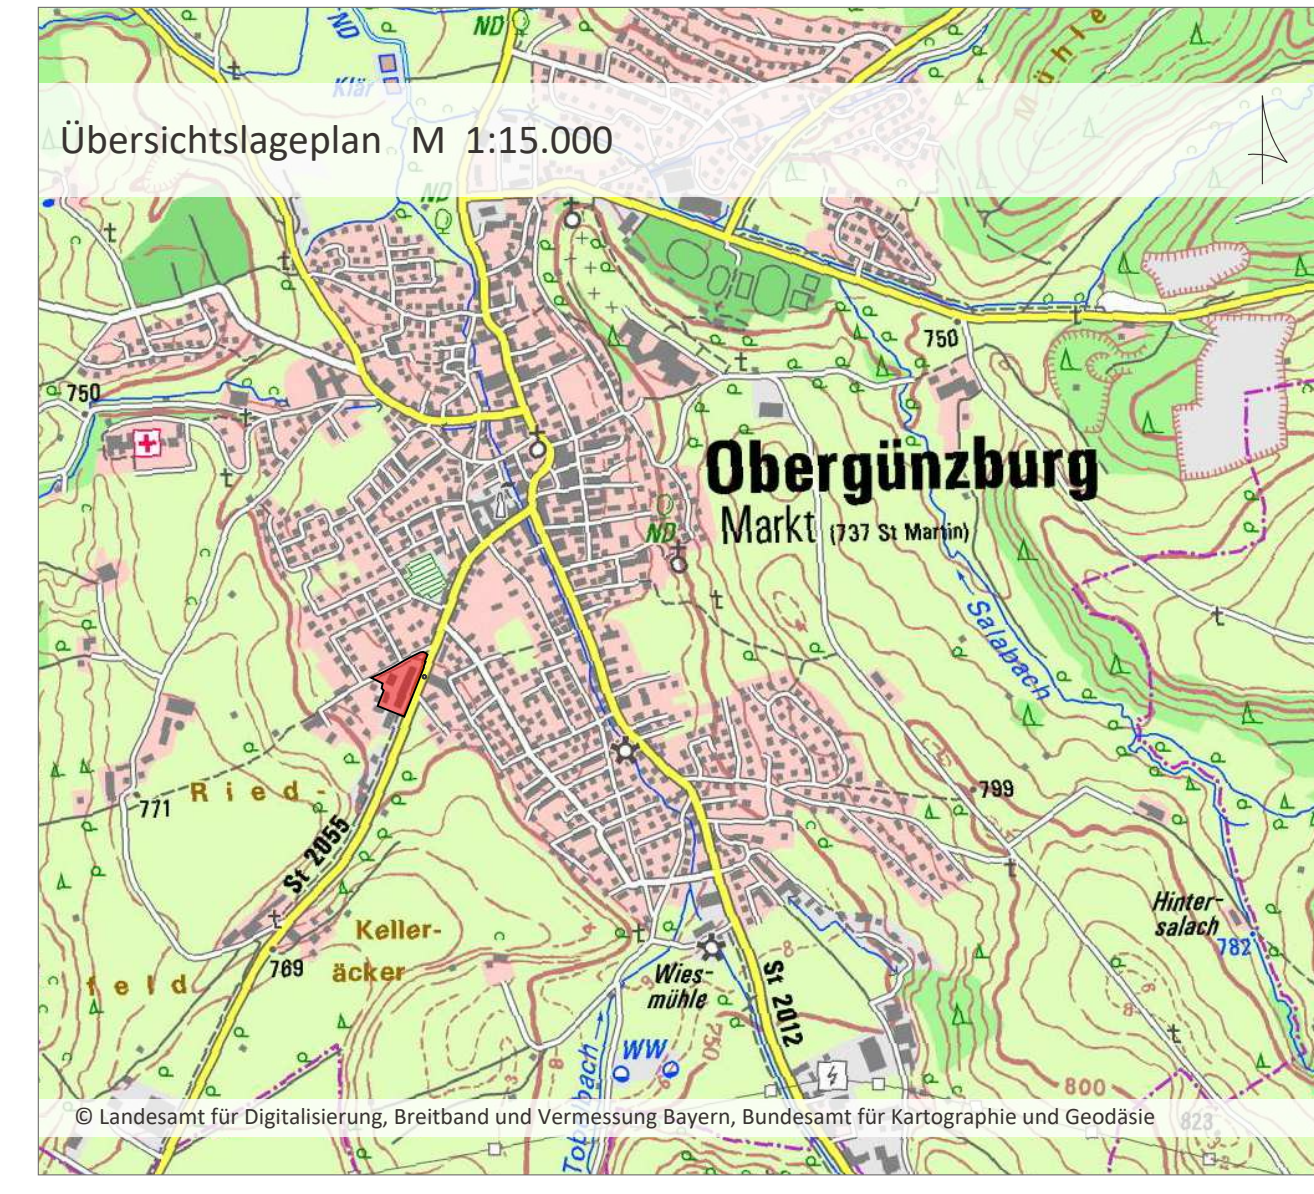 ND
ND
Klär
Mühle
Übersichtslageplan M 1:15.000
ND
750
750
Obergünzburg
Markt (737 St Martin)
ND
Salabach
Ried-
771
799
St 2055
Hinter-
salach
782
Keller-
äcker
feld
769
Wies-
mühle
St 2012
750
WW
800
© Landesamt für Digitalisierung, Breitband und Vermessung Bayern, Bundesamt für Kartographie und Geodäsie
823